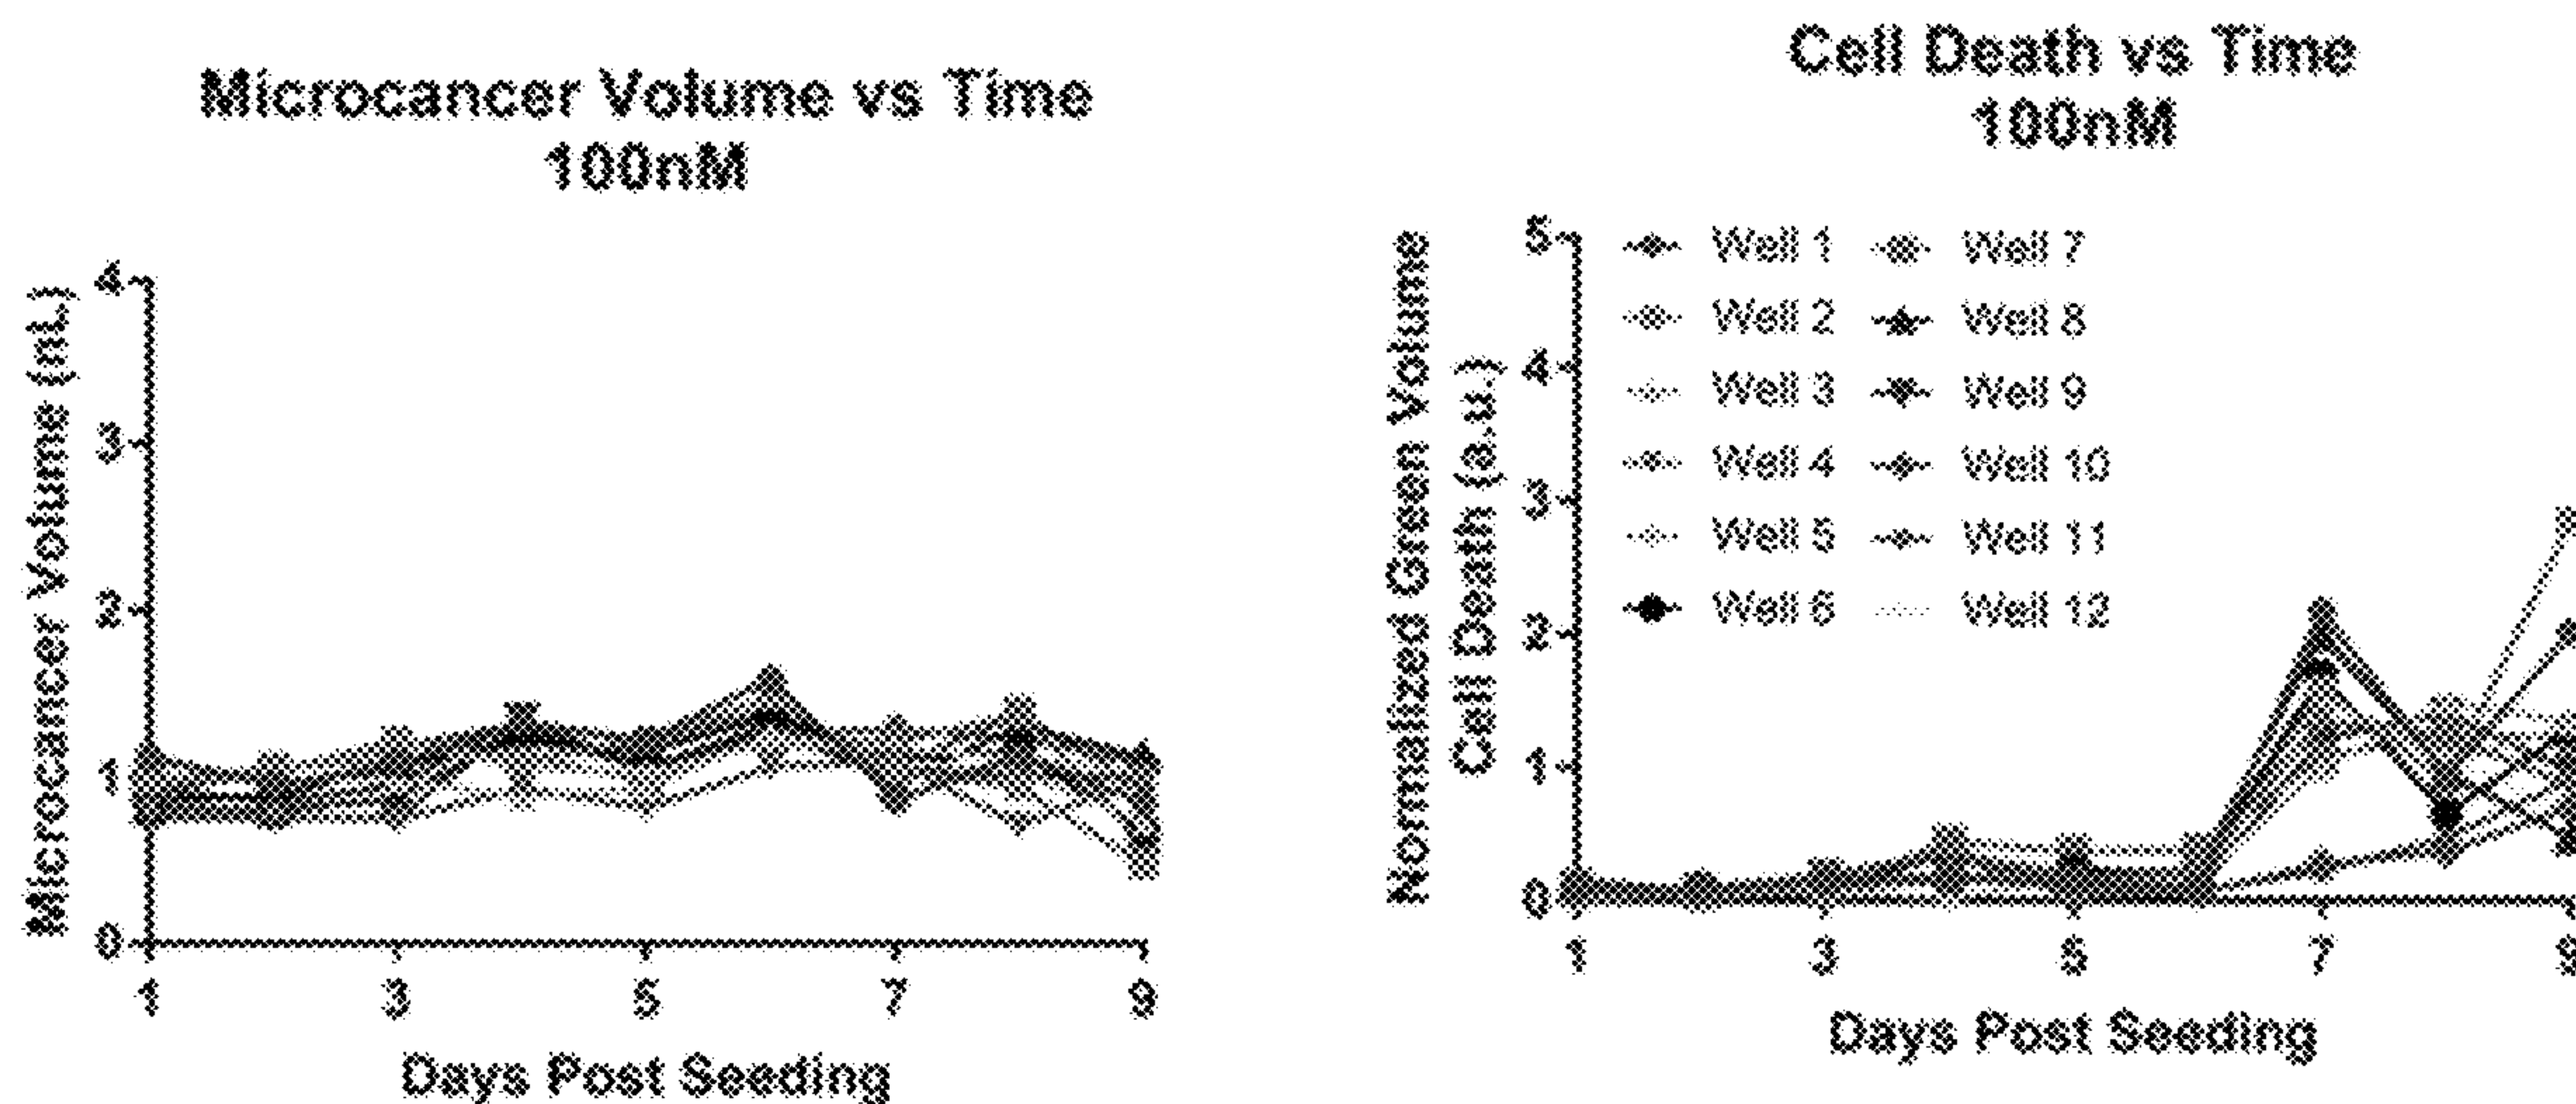 Microcancer Volume vs Time
100nM
Microcancer Volume (nL)
4
3
2
1
0
1 3 5 7 9
Days Post Seeding
Cell Death vs Time
100nM
Normalized Green Volume
Cell Death (a.u.)
5
4
3
2
1
0
Well 1 Well 7
Well 2 Well 8
Well 3 Well 9
Well 4 Well 10
Well 5 Well 11
Well 6 Well 12
1 3 5 7 9
Days Post Seeding